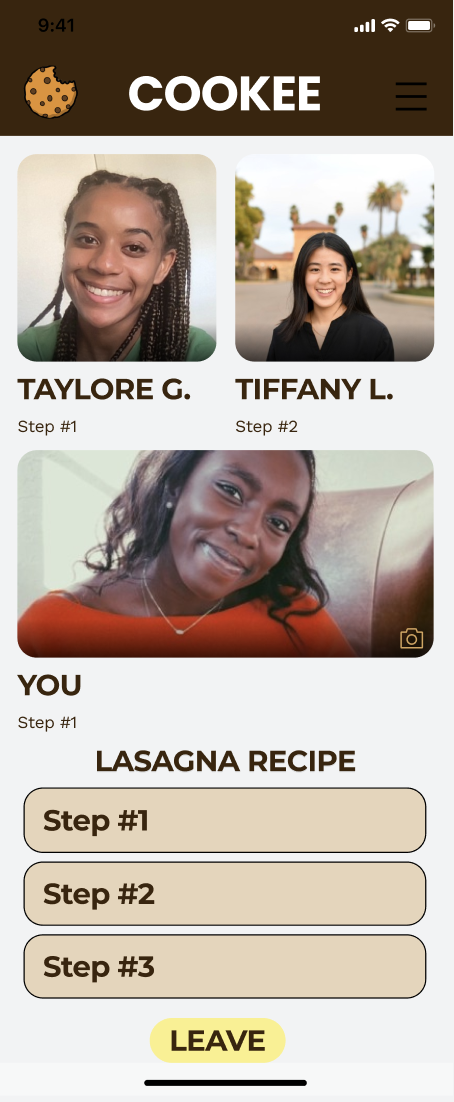 9:41
COOKEE
TAYLORE G.
TIFFANY L.
Step #1
Step #2
YOU
Step #1
LASAGNA RECIPE
Step #1
Step #2
Step #3
LEAVE